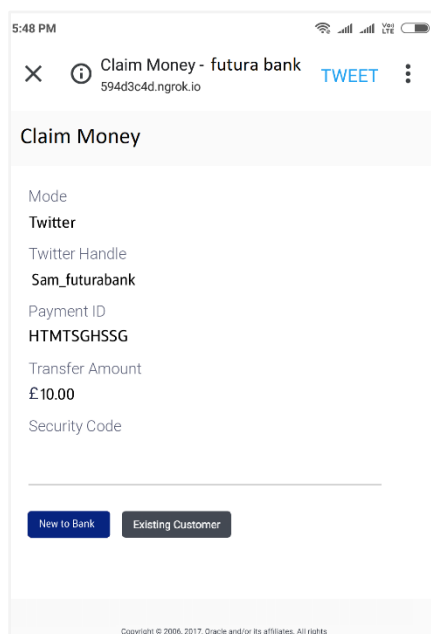 5:48 PM
Vo) LTE
Claim Money - futura bank
594d3c4d.ngrok.io
TWEET
Claim Money
Mode
Twitter
Twitter Handle
Sam_futurabank
Payment ID
HTMTSGHSSG
Transfer Amount
£10.00
Security Code
New to Bank Existing Customer
Copyright © 2006, 2017, Oracle and/or its affiliates. All rights